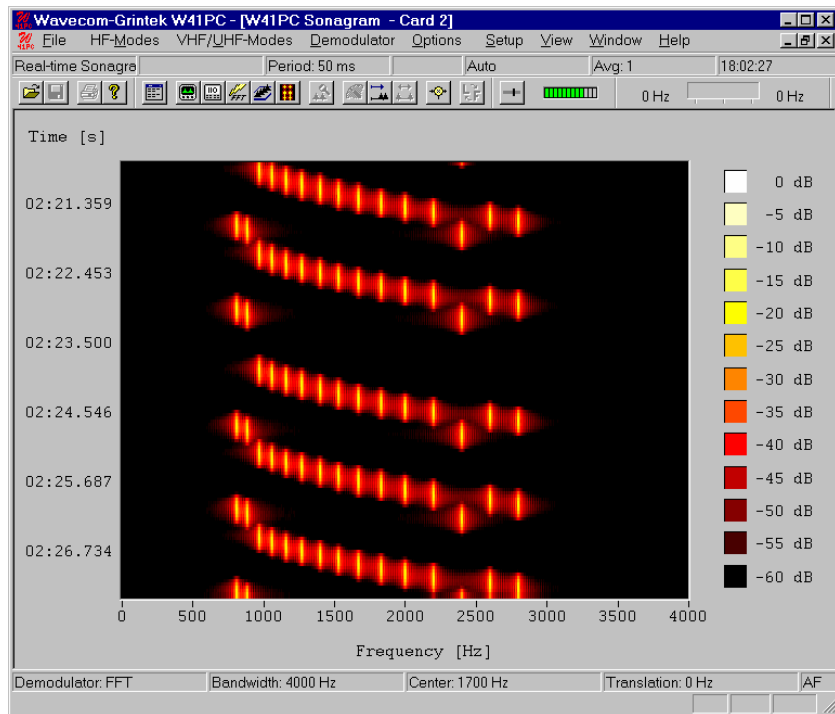 Wavecom-Grintek W41PC - [W41PC Sonagram - Card 2]
File HF-Modes VHF/UHF-Modes Demodulator Options Setup View Window Help
Real-time Sonagra Period: 50 ms Auto Avg: 1 18:02:27
0 Hz 0 Hz
Time [s]
0 dB
02:21.359
-5 dB
-10 dB
02:22.453
-15 dB
-20 dB
02:23.500
-25 dB
-30 dB
02:24.546
-35 dB
-40 dB
02:25.687
-45 dB
-50 dB
02:26.734
-55 dB
-60 dB
0 500 1000 1500 2000 2500 3000 3500 4000
Frequency [Hz]
Demodulator: FFT Bandwidth: 4000 Hz Center: 1700 Hz Translation: 0 Hz AF